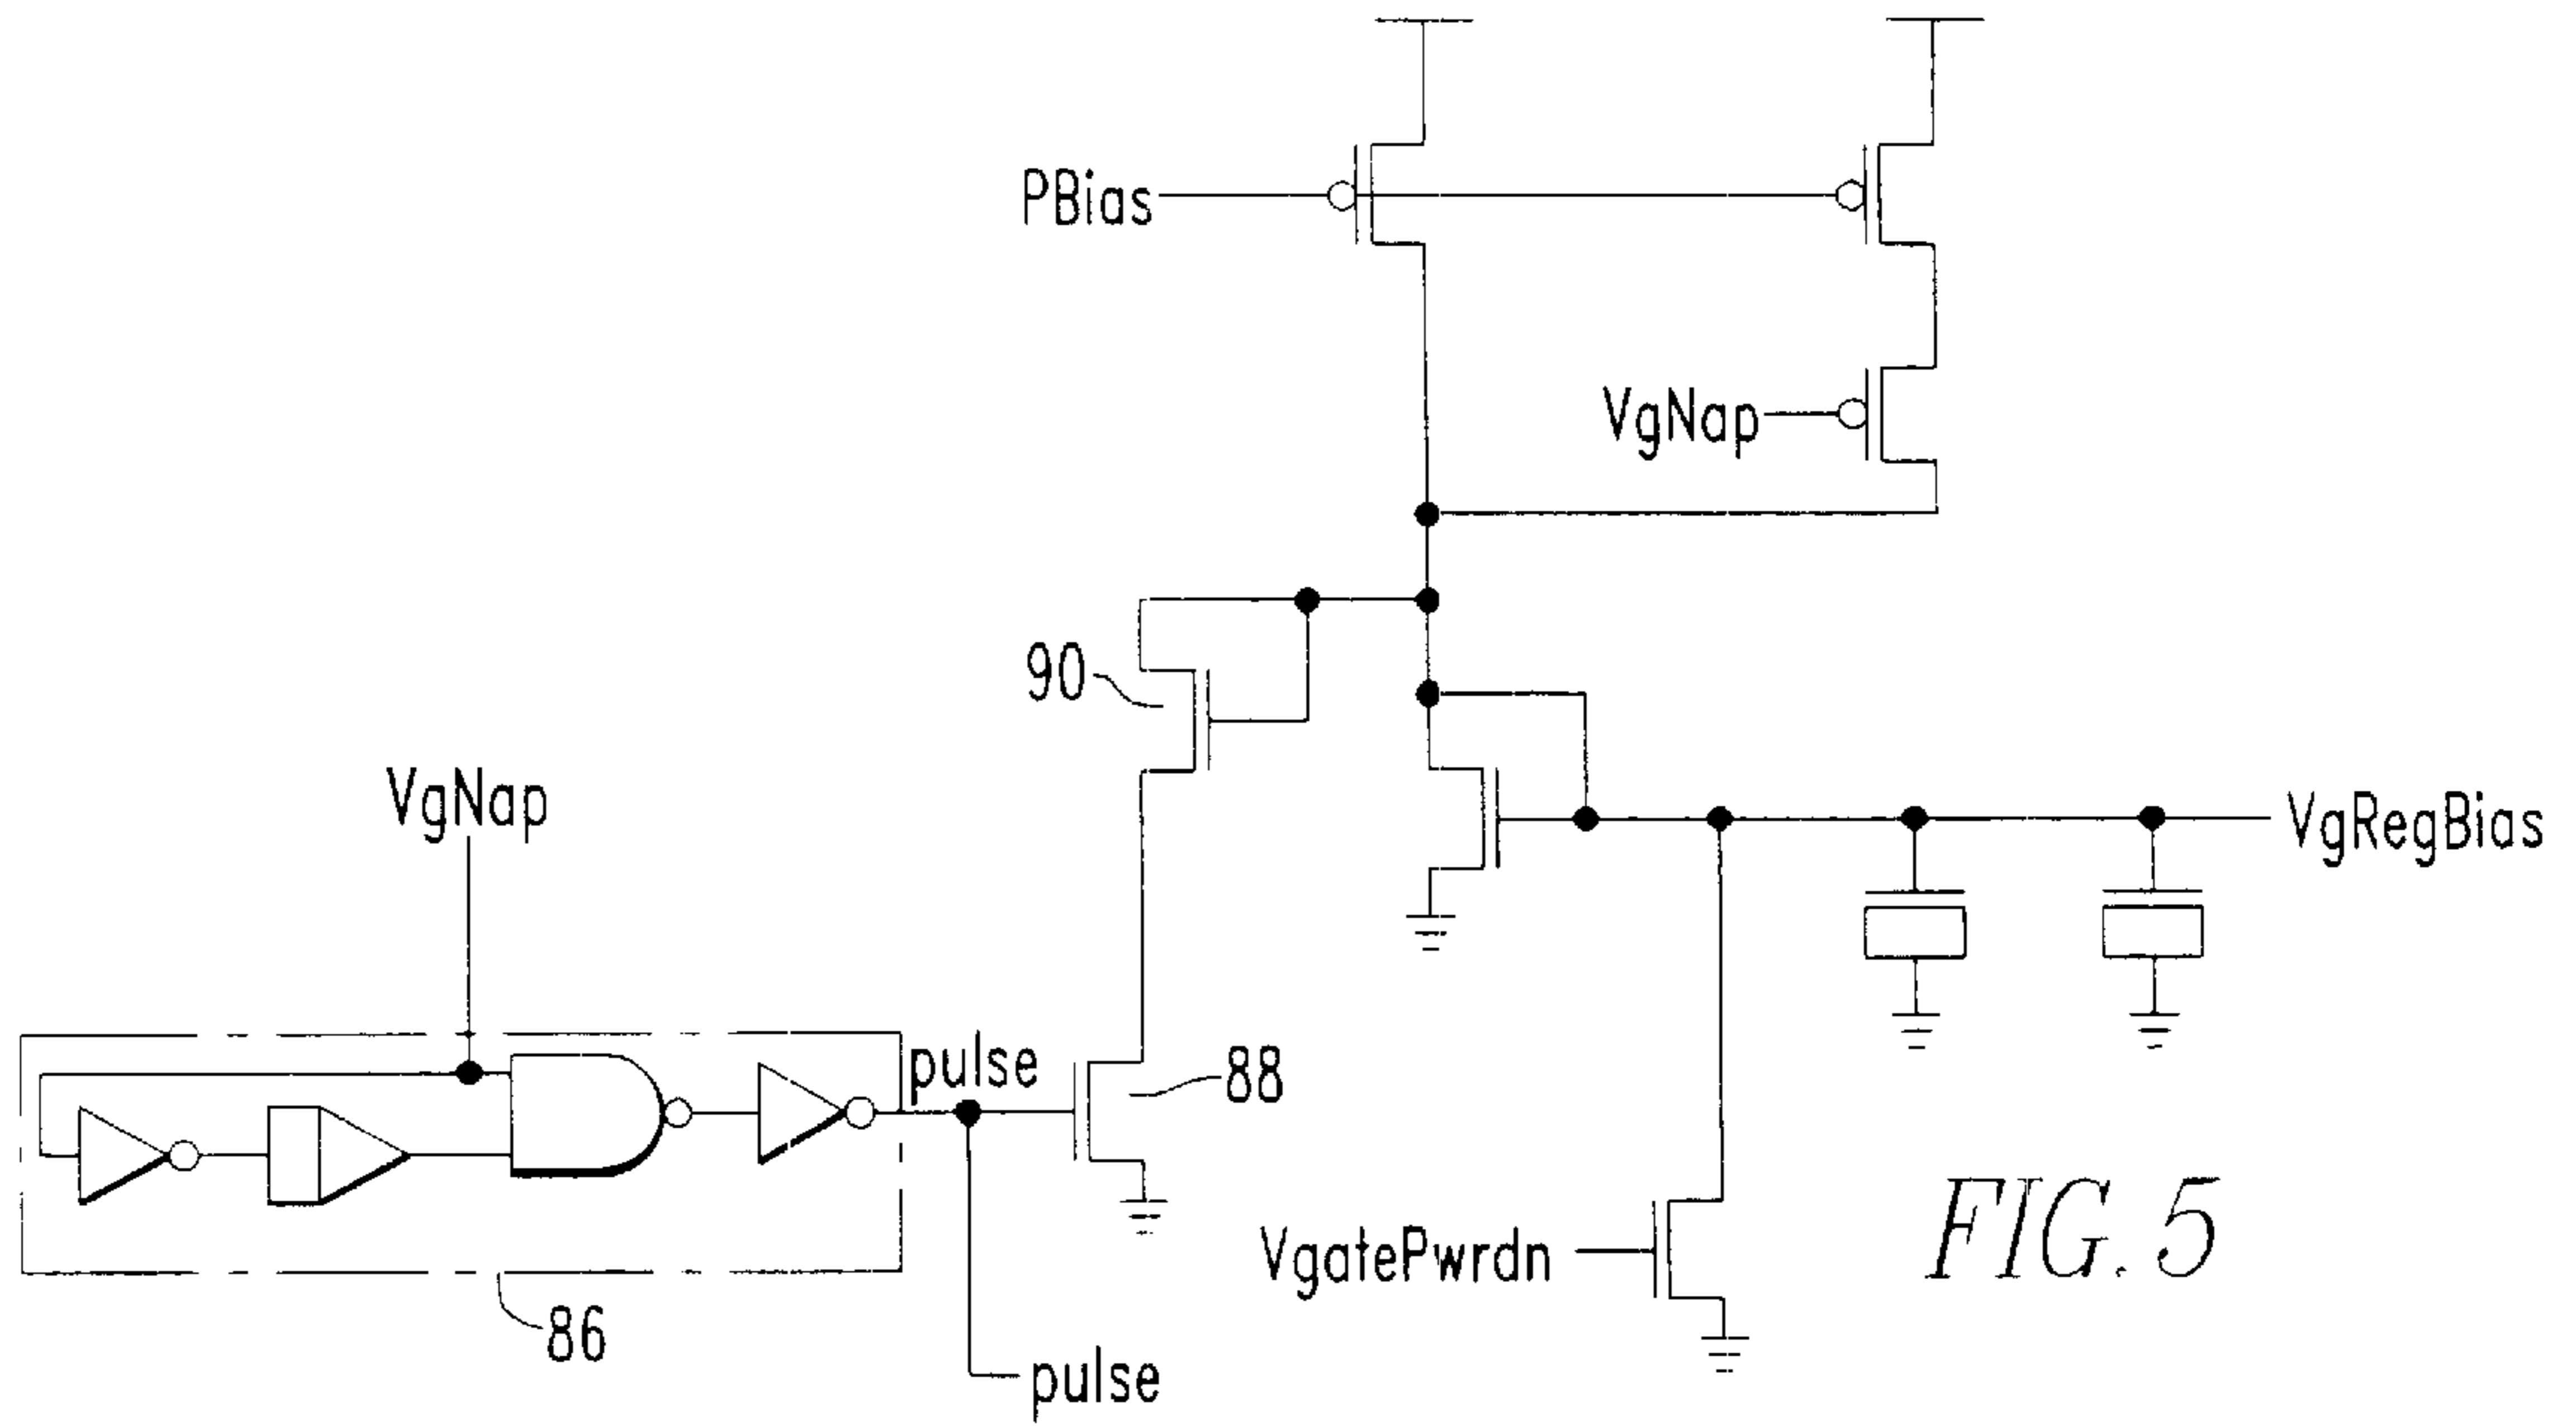 PBias
VgNap
90
VgNap
VgRegBias
pulse
88
VgatePwrdn
FIG. 5
86
pulse